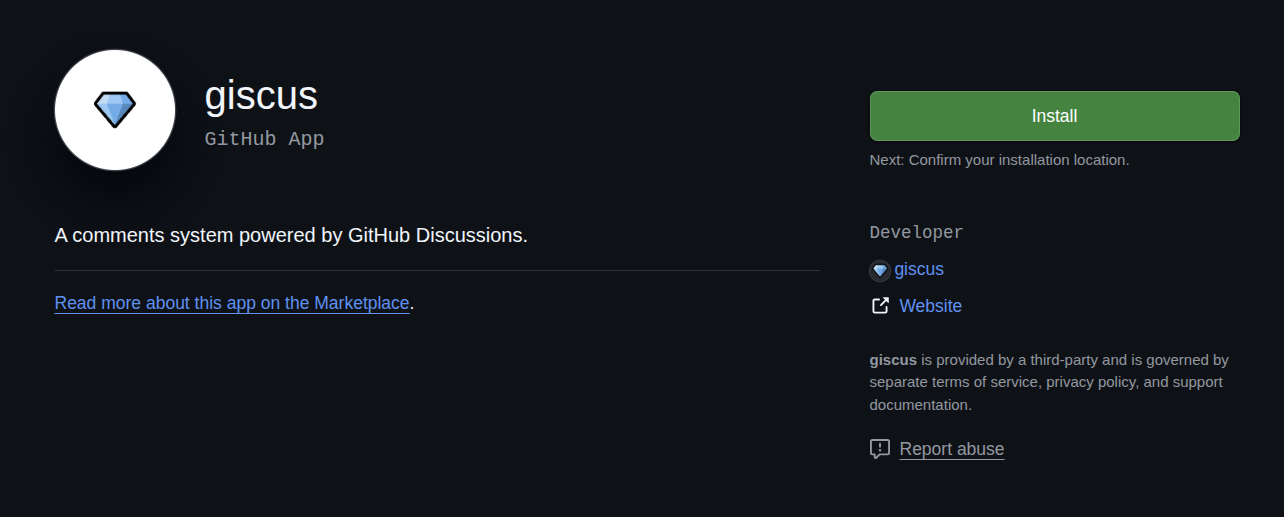 giscus
GitHub App
A comments system powered by GitHub Discussions.
Read more about this app on the Marketplace.
Install
Next: Confirm your installation location.
Developer
giscus
Website
giscus is provided by a third-party and is governed by
separate terms of service, privacy policy, and support
documentation.
Report abuse